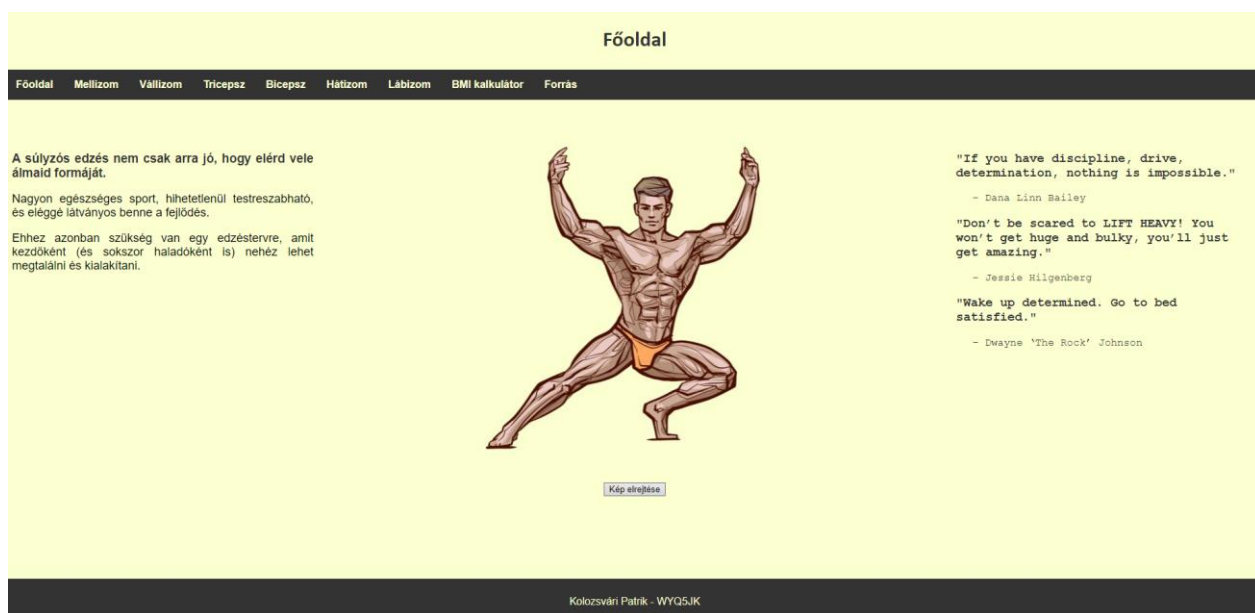 Főoldal
Főoldal Mellizom Vállizom Tricepsz Bicepsz Hátizom Lábizom BMI kalkulátor Forrás
A súlyzós edzés nem csak arra jó, hogy elérd vele
álmaid formáját.
Nagyon egészséges sport, hihetetlenül testreszabható,
és eléggé látványos benne a fejlődés.
Ehhez azonban szükség van egy edzéstervre, amit
kezdőként (és sokszor haladóként is) nehéz lehet
megtalálni és kialakítani.
Kép elrejtése
"If you have discipline, drive,
determination, nothing is impossible."
- Dana Linn Bailey
"Don’t be scared to LIFT HEAVY! You
won’t get huge and bulky, you’ll just
get amazing."
- Jessie Hilgenberg
"Wake up determined. Go to bed
satisfied."
- Dwayne ‘The Rock’ Johnson
Kolozsvári Patrik - WYQ5JK